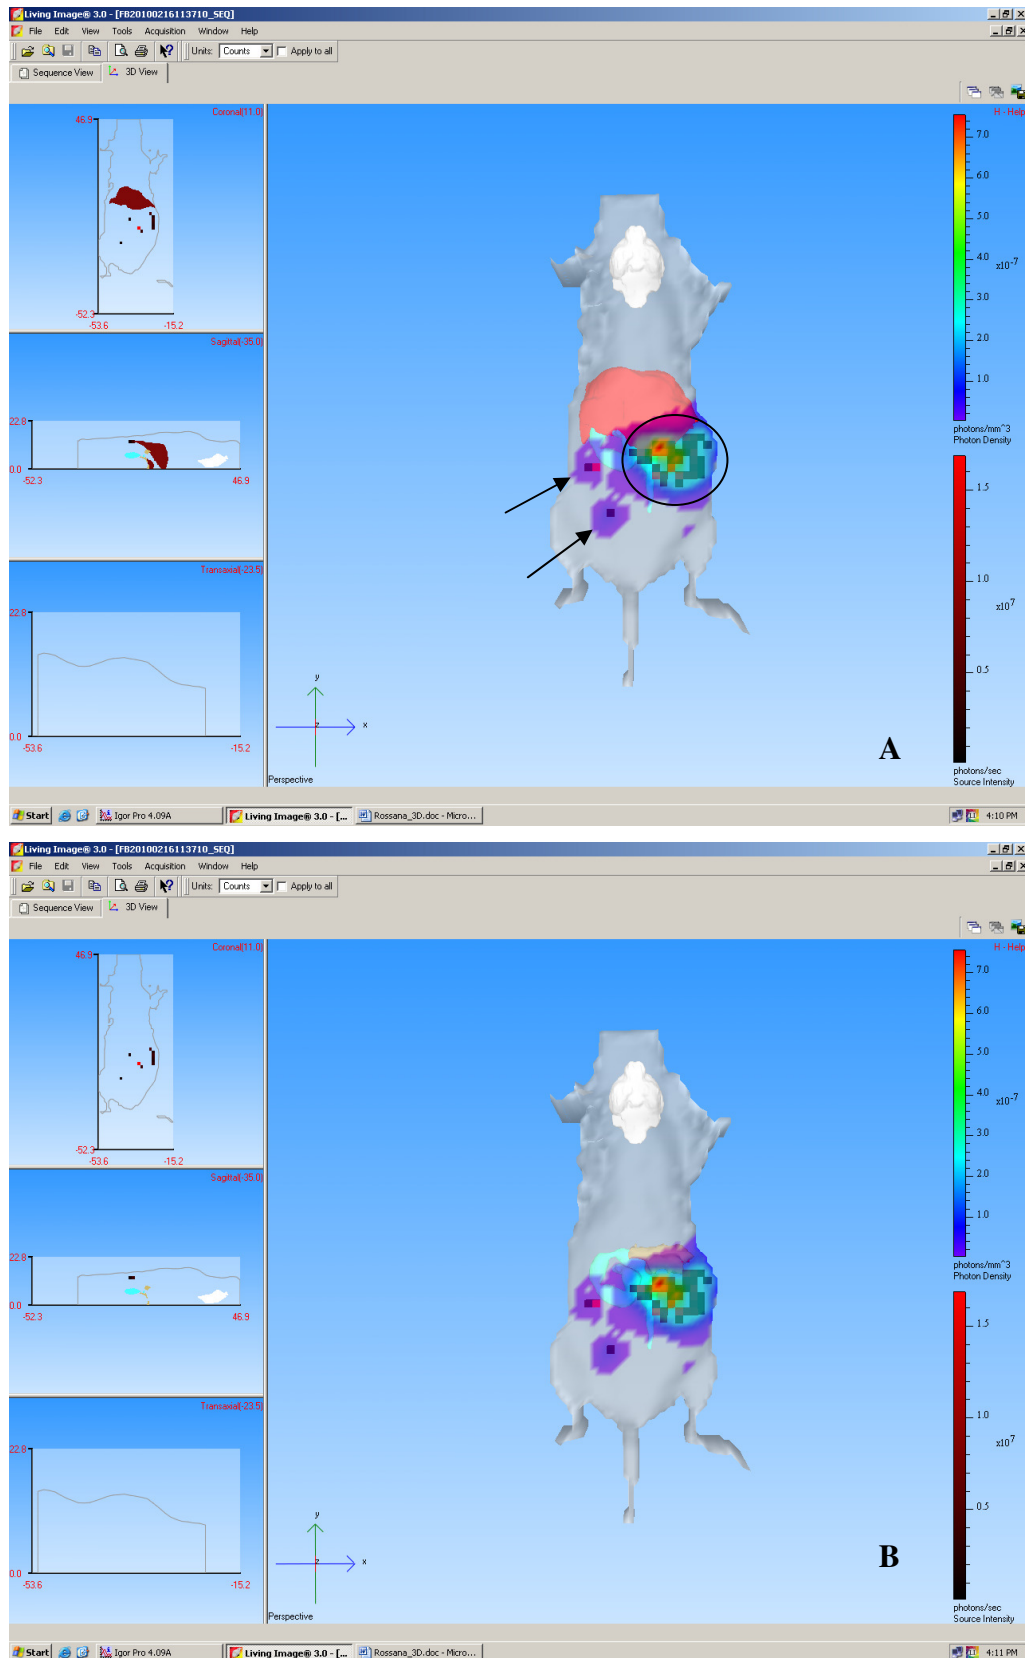 Living Image® 3.0 - [FB20100216113710_SEQ]
File Edit View Tools Acquisition Window Help
Units: Counts Apply to all
Sequence View 3D View
Coronal(11.0)
46.9
-52.3
-53.6 -15.2
Sagittal(-35.0)
22.8
0.0
-52.3 46.9
Transaxial(-23.5)
22.8
0.0
-53.6 -15.2
y
z x
Perspective
A
H - Help
7.0
6.0
5.0
4.0
x10^-7
3.0
2.0
1.0
photons/mm^3
Photon Density
1.5
1.0
x10^7
0.5
photons/sec
Source Intensity
Start Igor Pro 4.09A Living Image® 3.0 - [... Rossana_3D.doc - Micro... 4:10 PM
Living Image® 3.0 - [FB20100216113710_SEQ]
File Edit View Tools Acquisition Window Help
Units: Counts Apply to all
Sequence View 3D View
Coronal(11.0)
46.9
-52.3
-53.6 -15.2
Sagittal(-35.0)
22.8
0.0
-52.3 46.9
Transaxial(-23.5)
22.8
0.0
-53.6 -15.2
y
z x
Perspective
B
H - Help
7.0
6.0
5.0
4.0
x10^-7
3.0
2.0
1.0
photons/mm^3
Photon Density
1.5
1.0
x10^7
0.5
photons/sec
Source Intensity
Start Igor Pro 4.09A Living Image® 3.0 - [... Rossana_3D.doc - Micro... 4:11 PM